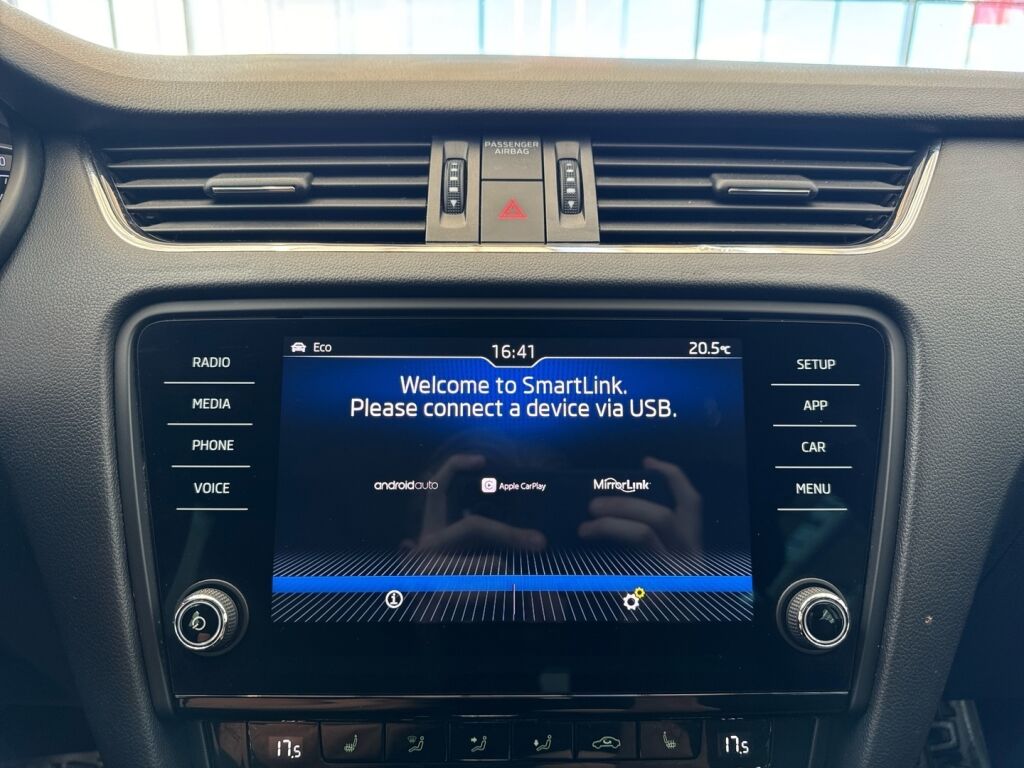 PASSENGER
AIRBAG
Eco
16:41
20.5°C
Welcome to SmartLink.
Please connect a device via USB.
androidauto
Apple CarPlay
MirrorLink
RADIO
MEDIA
PHONE
VOICE
SETUP
APP
CAR
MENU
17.5
17.5